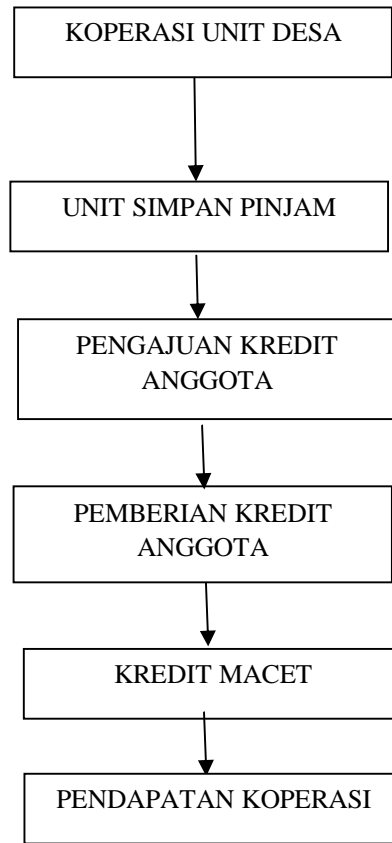 KOPERASI UNIT DESA
UNIT SIMPAN PINJAM
PENGAJUAN KREDIT
ANGGOTA
PEMBERIAN KREDIT
ANGGOTA
KREDIT MACET
PENDAPATAN KOPERASI